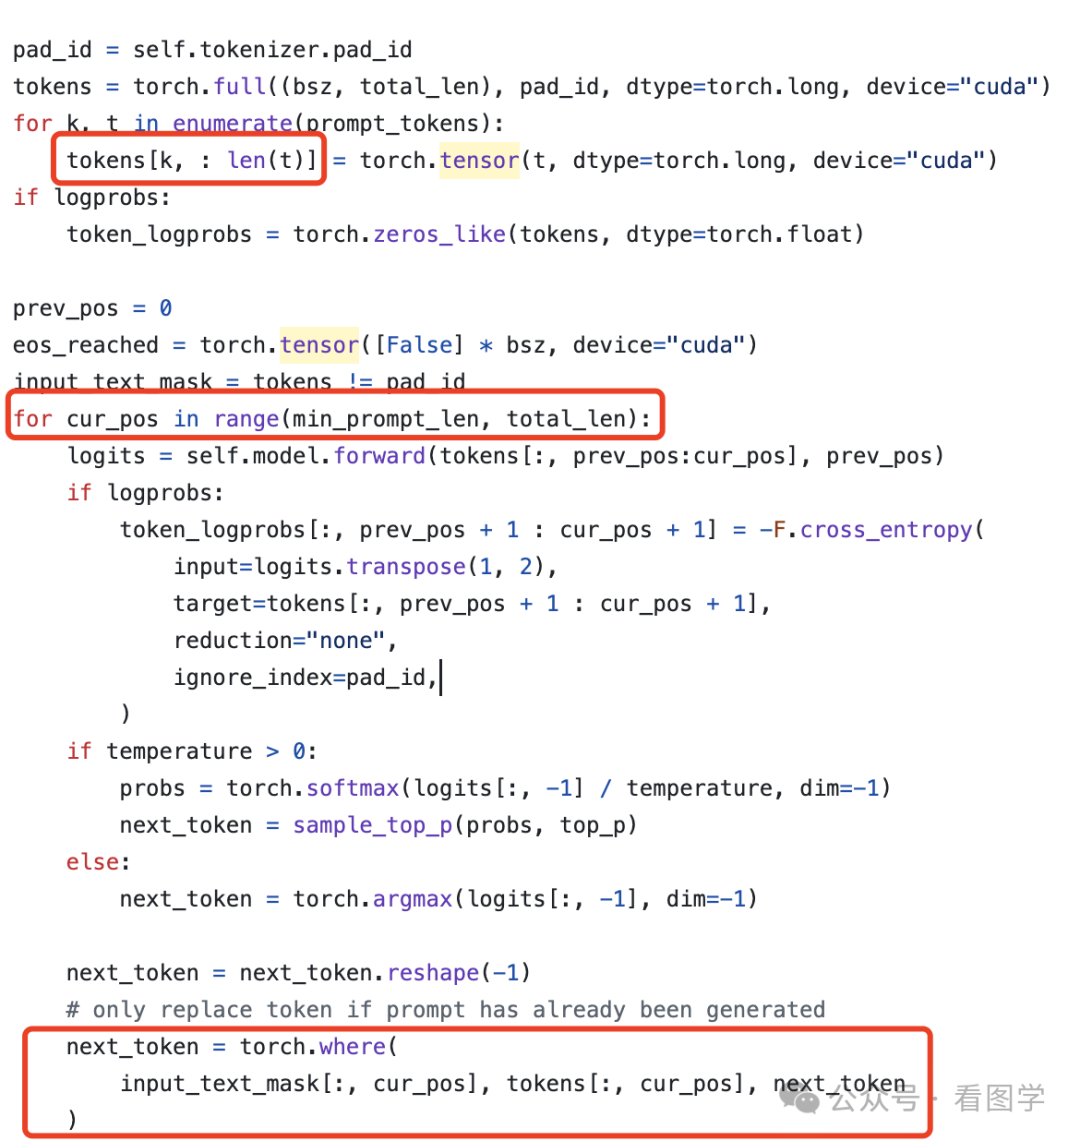 pad_id = self.tokenizer.pad_id
tokens = torch.full((bsz, total_len), pad_id, dtype=torch.long, device="cuda")
for k, t in enumerate(prompt_tokens):
    tokens[k, : len(t)] = torch.tensor(t, dtype=torch.long, device="cuda")
if logprobs:
    token_logprobs = torch.zeros_like(tokens, dtype=torch.float)

prev_pos = 0
eos_reached = torch.tensor([False] * bsz, device="cuda")
input_text_mask = tokens != pad_id
for cur_pos in range(min_prompt_len, total_len):
    logits = self.model.forward(tokens[:, prev_pos:cur_pos], prev_pos)
    if logprobs:
        token_logprobs[:, prev_pos + 1 : cur_pos + 1] = -F.cross_entropy(
            input=logits.transpose(1, 2),
            target=tokens[:, prev_pos + 1 : cur_pos + 1],
            reduction="none",
            ignore_index=pad_id,
        )
    if temperature > 0:
        probs = torch.softmax(logits[:, -1] / temperature, dim=-1)
        next_token = sample_top_p(probs, top_p)
    else:
        next_token = torch.argmax(logits[:, -1], dim=-1)

    next_token = next_token.reshape(-1)
    # only replace token if prompt has already been generated
    next_token = torch.where(
        input_text_mask[:, cur_pos], tokens[:, cur_pos], next_token
    )
公众号 · 看图学